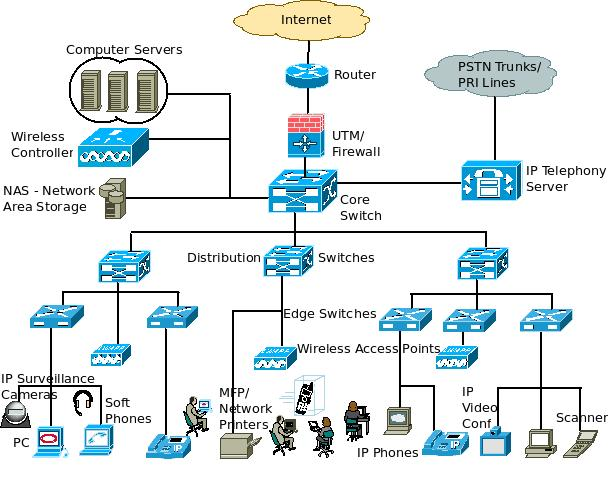 Internet
Computer Servers
Router
PSTN Trunks/
PRI Lines
Wireless
Controller
UTM/
Firewall
NAS - Network
Area Storage
IP Telephony
Server
Core
Switch
Distribution
Switches
Edge Switches
Wireless Access Points
IP Surveillance
Cameras
Soft
Phones
MFP/
Network
Printers
IP
Video
Conf
Scanner
PC
IP Phones
IP
IP